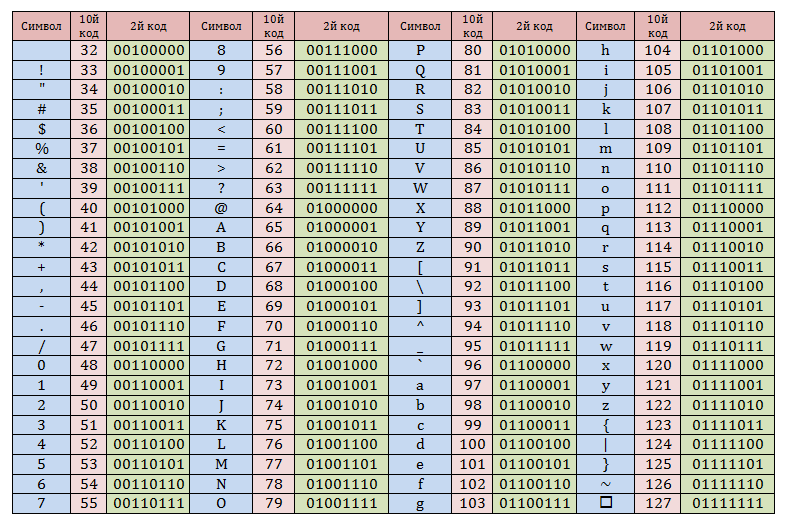 Символ 10й код 2й код Символ 10й код 2й код Символ 10й код 2й код Символ 10й код 2й код
32 00100000 8 56 00111000 P 80 01010000 h 104 01101000
! 33 00100001 9 57 00111001 Q 81 01010001 i 105 01101001
" 34 00100010 : 58 00111010 R 82 01010010 j 106 01101010
# 35 00100011 ; 59 00111011 S 83 01010011 k 107 01101011
$ 36 00100100 < 60 00111100 T 84 01010100 l 108 01101100
% 37 00100101 = 61 00111101 U 85 01010101 m 109 01101101
& 38 00100110 > 62 00111110 V 86 01010110 n 110 01101110
' 39 00100111 ? 63 00111111 W 87 01010111 o 111 01101111
( 40 00101000 @ 64 01000000 X 88 01011000 p 112 01110000
) 41 00101001 A 65 01000001 Y 89 01011001 q 113 01110001
* 42 00101010 B 66 01000010 Z 90 01011010 r 114 01110010
+ 43 00101011 C 67 01000011 [ 91 01011011 s 115 01110011
, 44 00101100 D 68 01000100 \ 92 01011100 t 116 01110100
- 45 00101101 E 69 01000101 ] 93 01011101 u 117 01110101
. 46 00101110 F 70 01000110 ^ 94 01011110 v 118 01110110
/ 47 00101111 G 71 01000111 _ 95 01011111 w 119 01110111
0 48 00110000 H 72 01001000 ` 96 01100000 x 120 01111000
1 49 00110001 I 73 01001001 a 97 01100001 y 121 01111001
2 50 00110010 J 74 01001010 b 98 01100010 z 122 01111010
3 51 00110011 K 75 01001011 c 99 01100011 { 123 01111011
4 52 00110100 L 76 01001100 d 100 01100100 | 124 01111100
5 53 00110101 M 77 01001101 e 101 01100101 } 125 01111101
6 54 00110110 N 78 01001110 f 102 01100110 ~ 126 01111110
7 55 00110111 O 79 01001111 g 103 01100111 □ 127 01111111